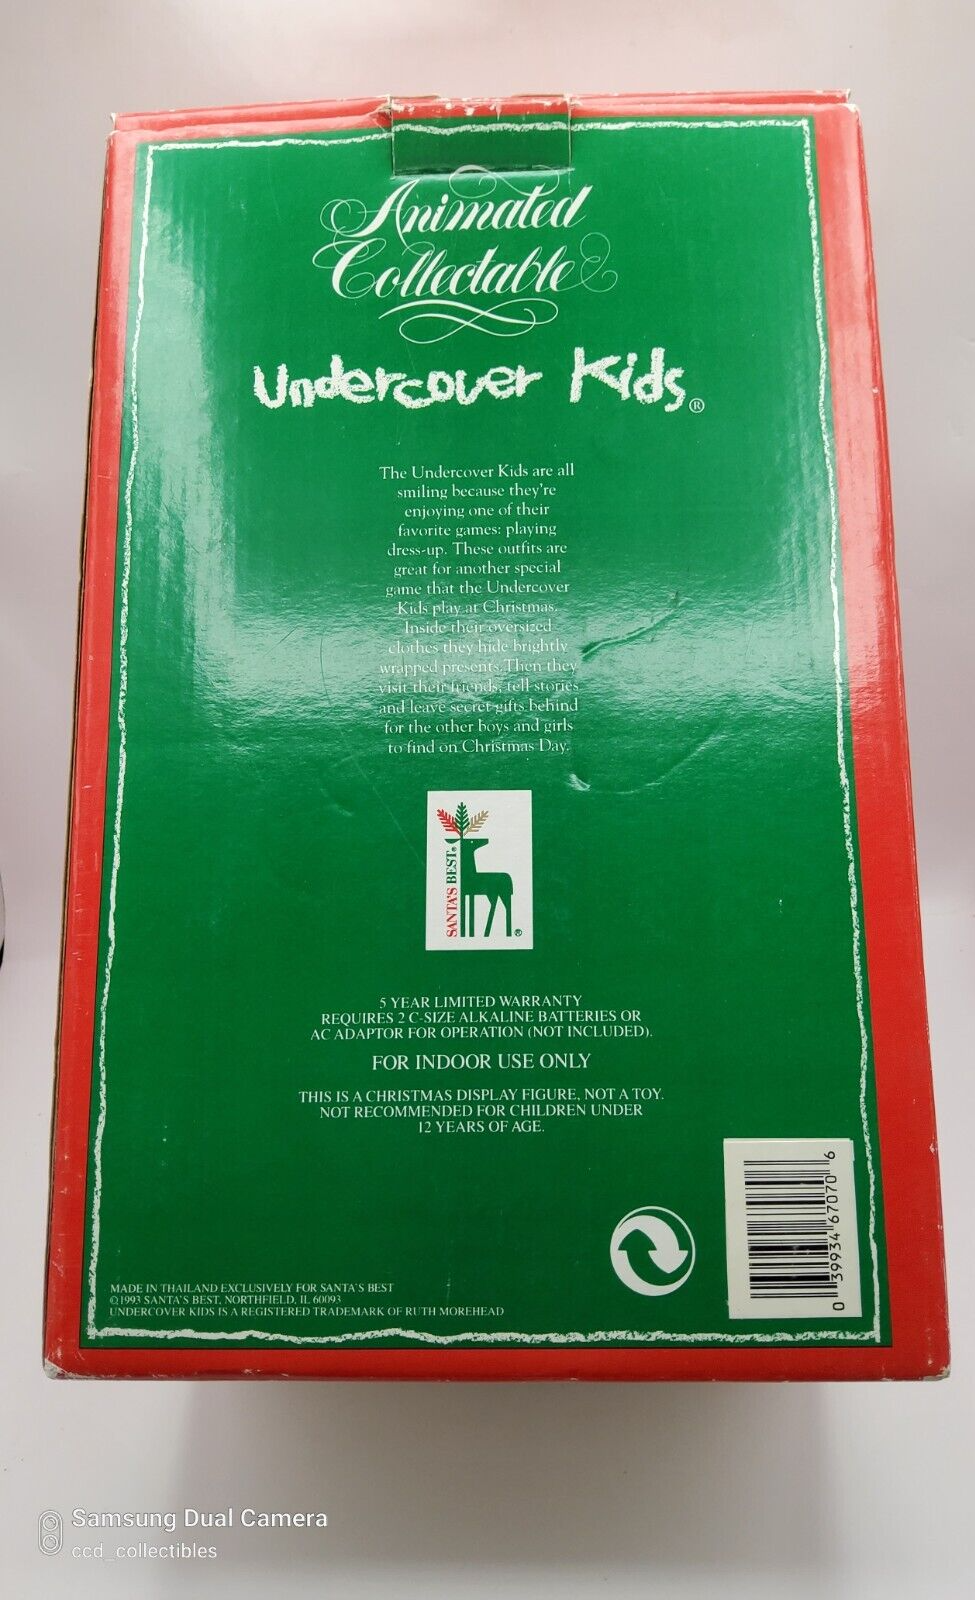 Animated
Collectable
Undercover Kids®
The Undercover Kids are all
smiling because they're
enjoying one of their
favorite games: playing
dress-up. These outfits are
great for another special
game that the Undercover
Kids play at Christmas.
Inside their oversized
clothes they hide brightly
wrapped presents. Then they
visit their friends, tell stories
and leave secret gifts behind
for the other boys and girls
to find on Christmas Day.
SANTA'S BEST®
®
5 YEAR LIMITED WARRANTY
REQUIRES 2 C-SIZE ALKALINE BATTERIES OR
AC ADAPTOR FOR OPERATION (NOT INCLUDED).
FOR INDOOR USE ONLY
THIS IS A CHRISTMAS DISPLAY FIGURE, NOT A TOY.
NOT RECOMMENDED FOR CHILDREN UNDER
12 YEARS OF AGE.
0 39934 67070 6
MADE IN THAILAND EXCLUSIVELY FOR SANTA'S BEST
©1993 SANTA'S BEST, NORTHFIELD, IL 60093
UNDERCOVER KIDS IS A REGISTERED TRADEMARK OF RUTH MOREHEAD
Samsung Dual Camera
ccd_collectibles